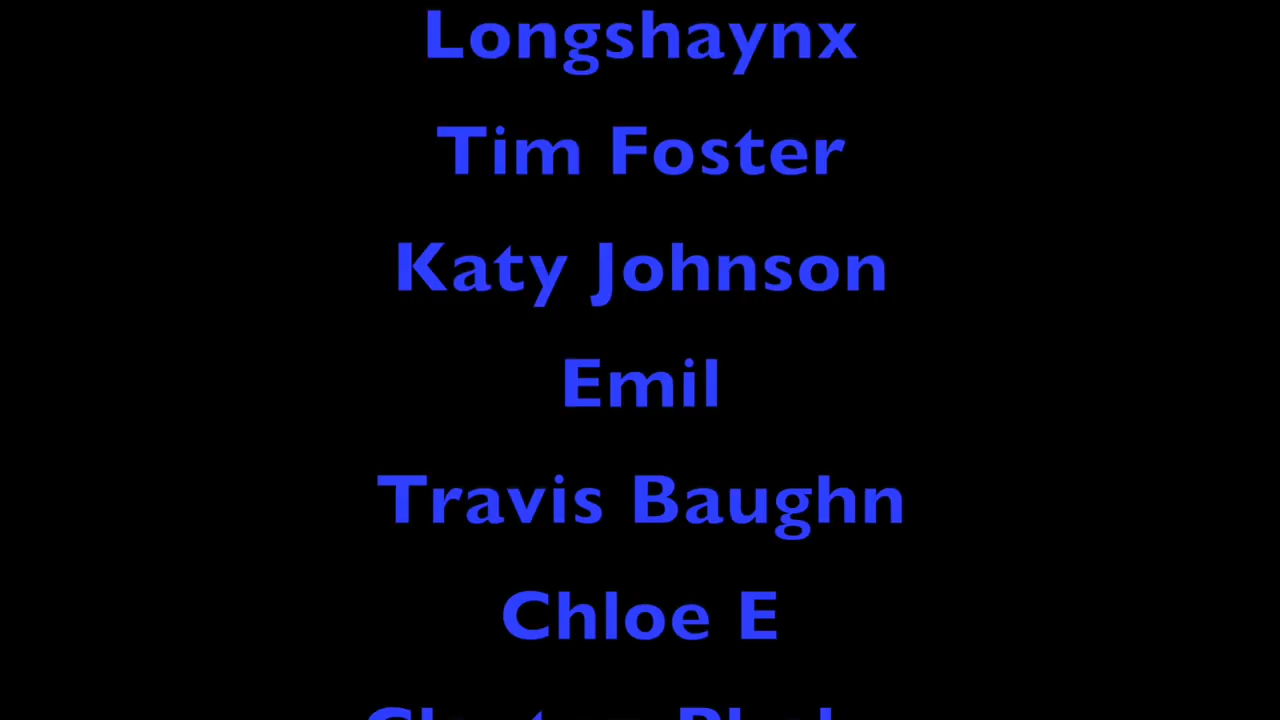 Longshaynx
Tim Foster
Katy Johnson
Emil
Travis Baughn
Chloe E